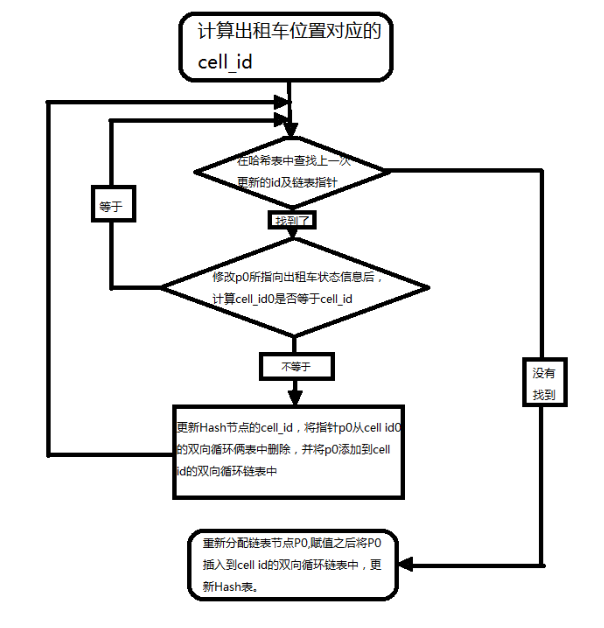 计算出租车位置对应的
cell_id
在哈希表中查找上一次
更新的id及链表指针
等于
找到了
修改p0所指向出租车状态信息后，
计算cell_id0是否等于cell_id
不等于
没有
找到
更新Hash节点的cell_id，将指针p0从cell id0
的双向循环俩表中删除，并将p0添加到cell
id的双向循环链表中
重新分配链表节点P0,赋值之后将P0
插入到cell id的双向循环链表中，更
新Hash表。